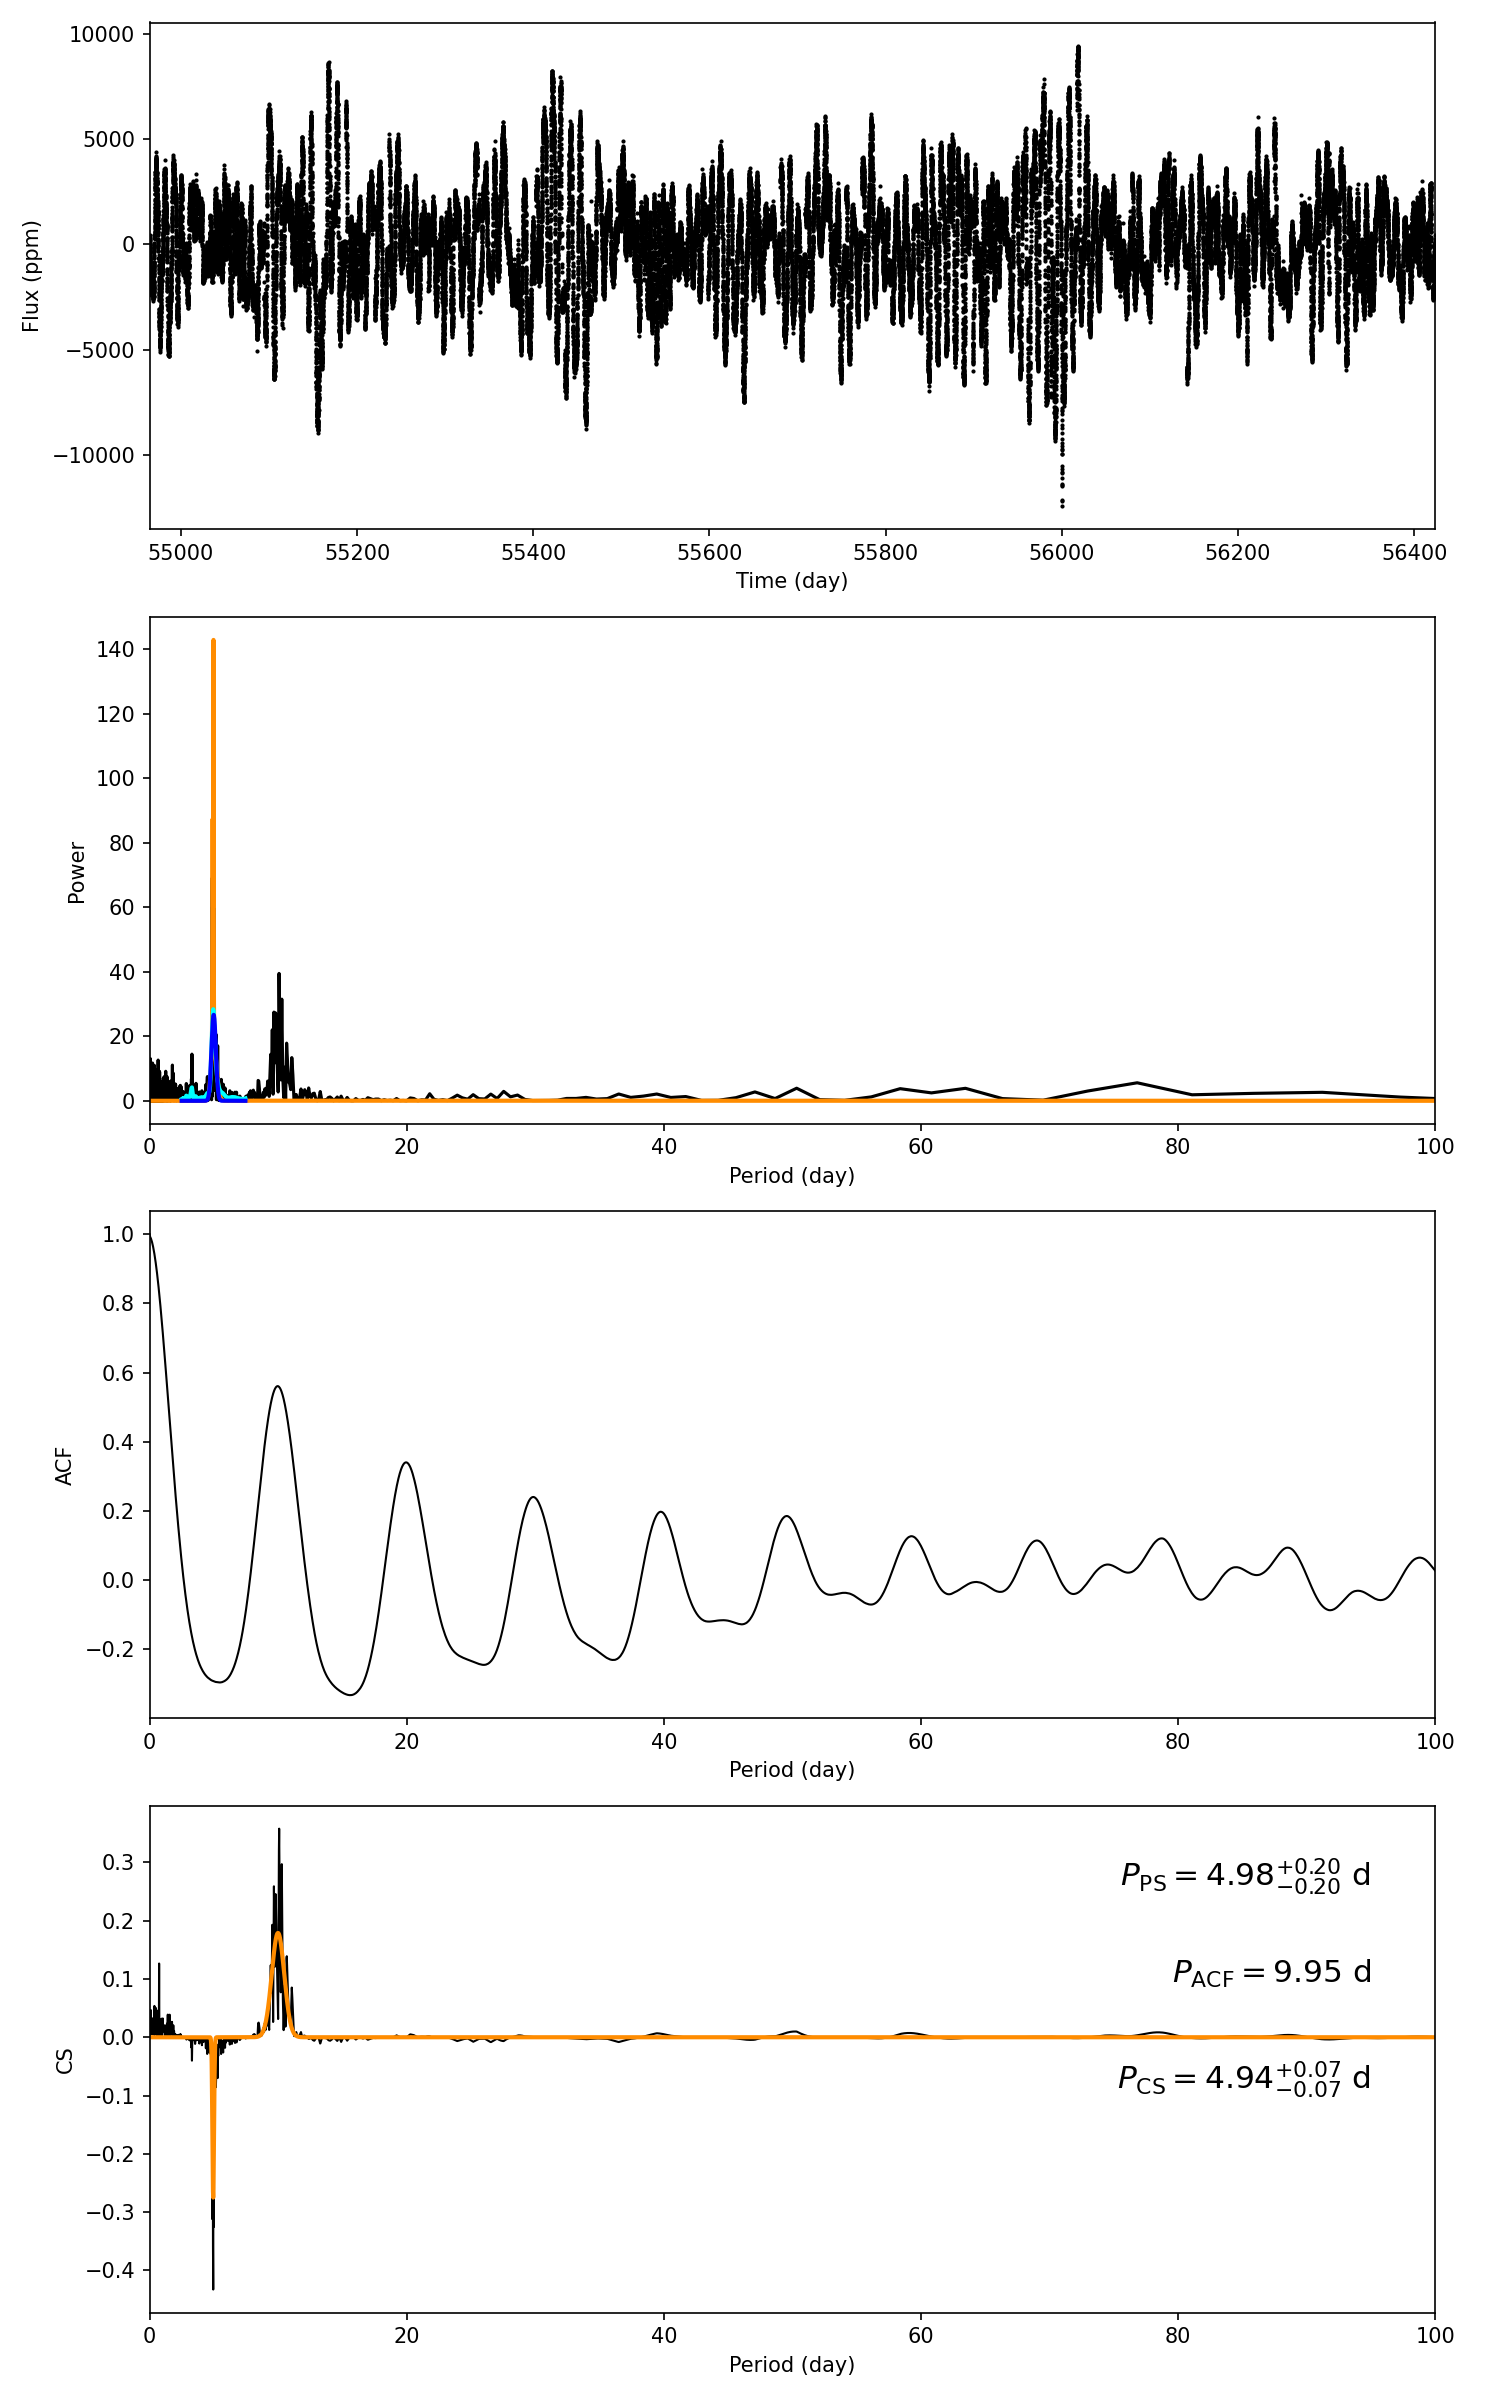 10000
5000
0
−5000
−10000
Flux (ppm)
55000 55200 55400 55600 55800 56000 56200 56400
Time (day)
140
120
100
80
60
40
20
0
Power
0 20 40 60 80 100
Period (day)
1.0
0.8
0.6
0.4
0.2
0.0
−0.2
ACF
0 20 40 60 80 100
Period (day)
0.3
0.2
0.1
0.0
−0.1
−0.2
−0.3
−0.4
CS
P_PS = 4.98 +0.20 −0.20 d
P_ACF = 9.95 d
P_CS = 4.94 +0.07 −0.07 d
0 20 40 60 80 100
Period (day)